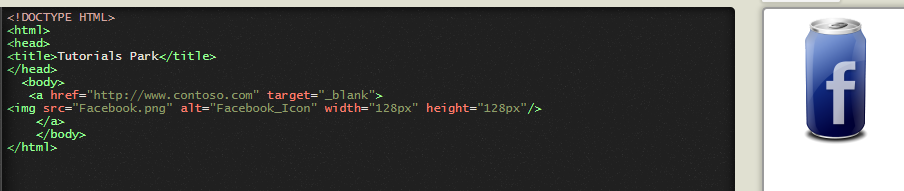 <!DOCTYPE HTML>
<html>
<head>
<title>Tutorials Park</title>
</head>
<body>
<a href="http://www.contoso.com" target="_blank">
<img src="Facebook.png" alt="Facebook_Icon" width="128px" height="128px"/>
</a>
</body>
</html>
f